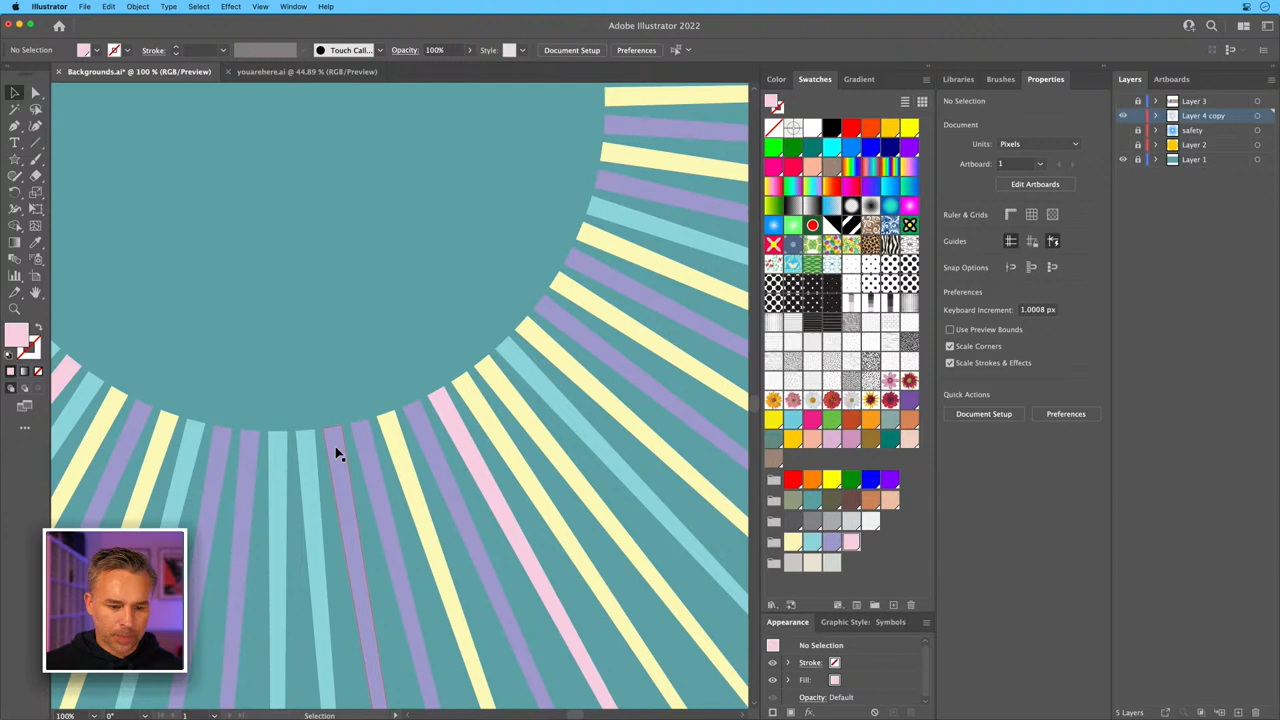 Illustrator File Edit Object Type Select Effect View Window Help
Adobe Illustrator 2022
No Selection Stroke: Touch Call... Opacity: 100% Style: Document Setup Preferences
× Backgrounds.ai* @ 100 % (RGB/Preview) × youarehere.ai @ 44.89 % (RGB/Preview)
Color Swatches Gradient
Libraries Brushes Properties
Layers Artboards
No Selection
Document
Units: Pixels
Artboard: 1
Edit Artboards
Ruler & Grids
Guides
Snap Options
Preferences
Keyboard Increment: 1.0008 px
Use Preview Bounds
Scale Corners
Scale Strokes & Effects
Quick Actions
Document Setup Preferences
Layer 3
Layer 4 copy
safety
Layer 2
Layer 1
Appearance Graphic Styles Symbols
No Selection
Stroke:
Fill:
Opacity: Default
fx
100% 0° 1 Selection
5 Layers